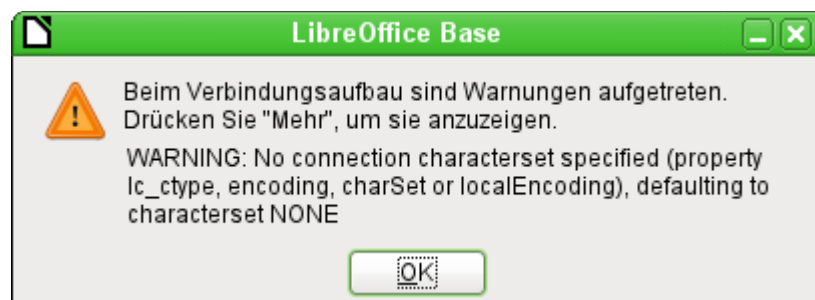 LibreOffice Base
Beim Verbindungsaufbau sind Warnungen aufgetreten.
Drücken Sie "Mehr", um sie anzuzeigen.
WARNING: No connection characterset specified (property
lc_ctype, encoding, charSet or localEncoding), defaulting to
characterset NONE
OK